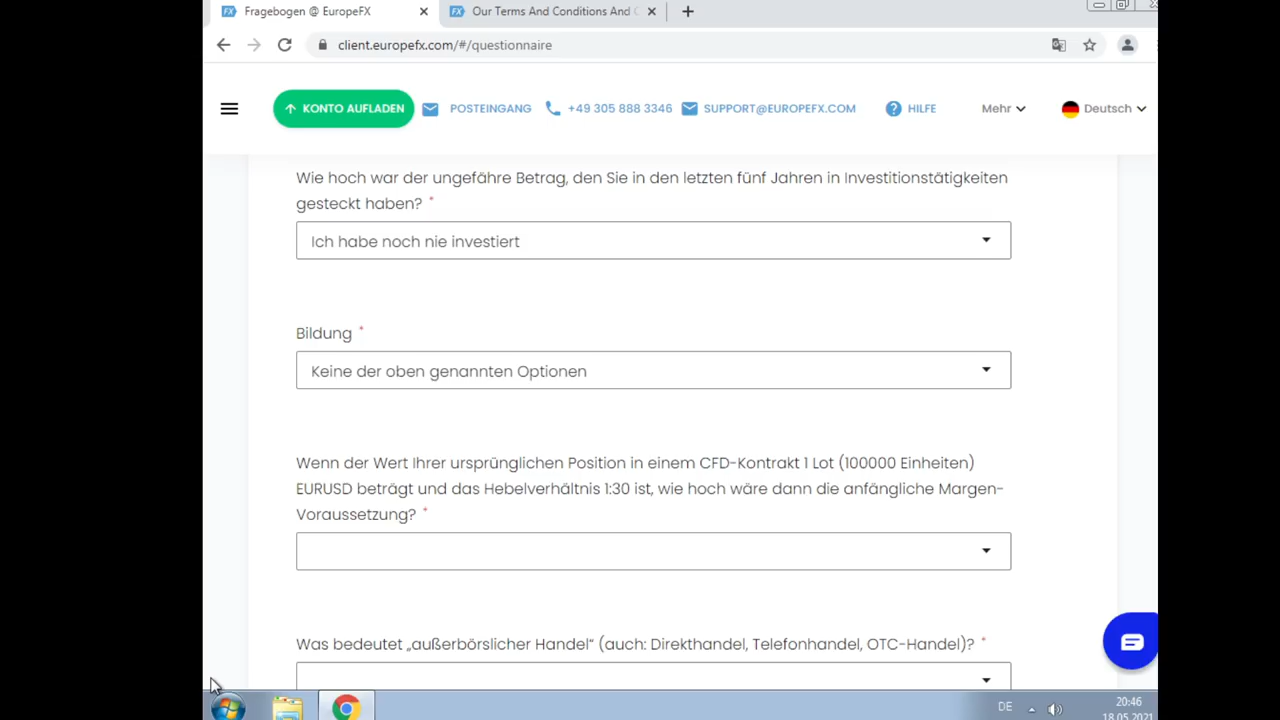 Fragebogen @ EuropeFX
Our Terms And Conditions And
client.europefx.com/#/questionnaire
KONTO AUFLADEN
POSTEINGANG
+49 305 888 3346
SUPPORT@EUROPEFX.COM
HILFE
Mehr
Deutsch
Wie hoch war der ungefähre Betrag, den Sie in den letzten fünf Jahren in Investitionstätigkeiten
gesteckt haben? *
Ich habe noch nie investiert
Bildung *
Keine der oben genannten Optionen
Wenn der Wert Ihrer ursprünglichen Position in einem CFD-Kontrakt 1 Lot (100000 Einheiten)
EURUSD beträgt und das Hebelverhältnis 1:30 ist, wie hoch wäre dann die anfängliche Margen-
Voraussetzung? *
Was bedeutet „außerbörslicher Handel“ (auch: Direkthandel, Telefonhandel, OTC-Handel)? *
DE
20:46
18.05.2021